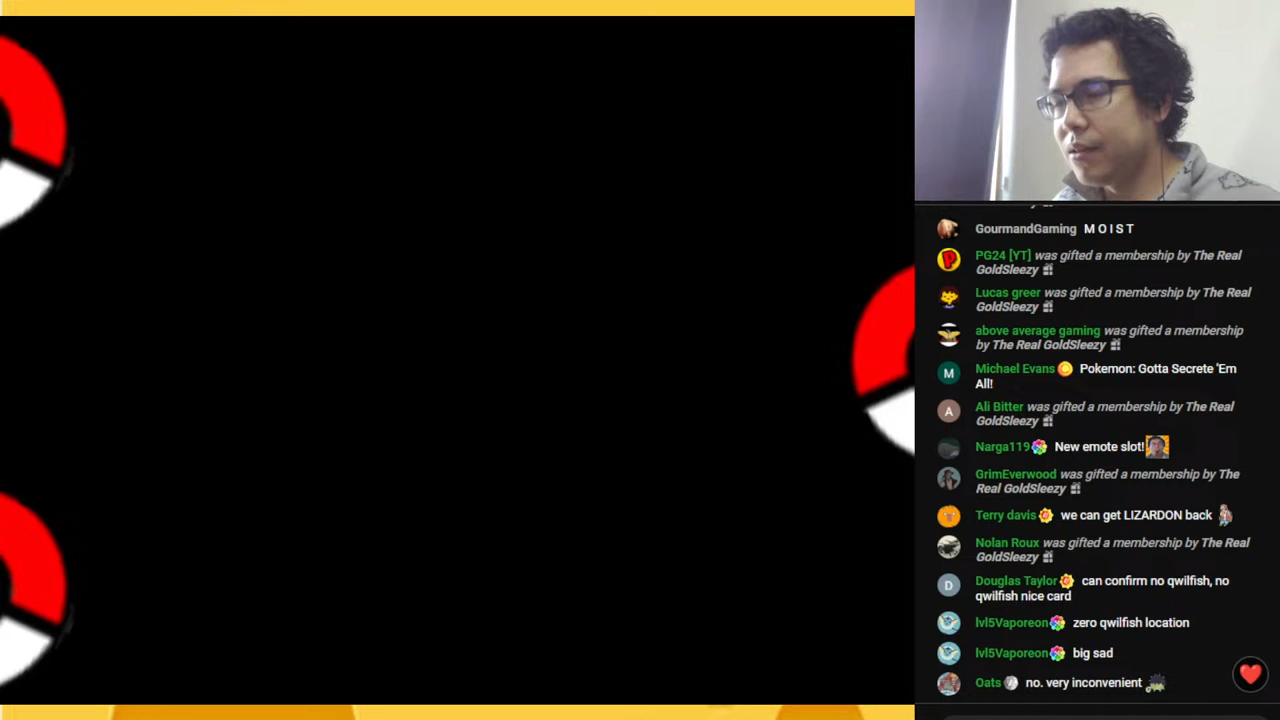 GourmandGaming M O I S T
PG24 [YT] was gifted a membership by The Real
GoldSleezy
Lucas greer was gifted a membership by The Real
GoldSleezy
above average gaming was gifted a membership
by The Real GoldSleezy
Michael Evans Pokemon: Gotta Secrete 'Em
All!
Ali Bitter was gifted a membership by The Real
GoldSleezy
Narga119 New emote slot!
GrimEverwood was gifted a membership by The
Real GoldSleezy
Terry davis we can get LIZARDON back
Nolan Roux was gifted a membership by The Real
GoldSleezy
Douglas Taylor can confirm no qwilfish, no
qwilfish nice card
lvl5Vaporeon zero qwilfish location
lvl5Vaporeon big sad
Oats no. very inconvenient